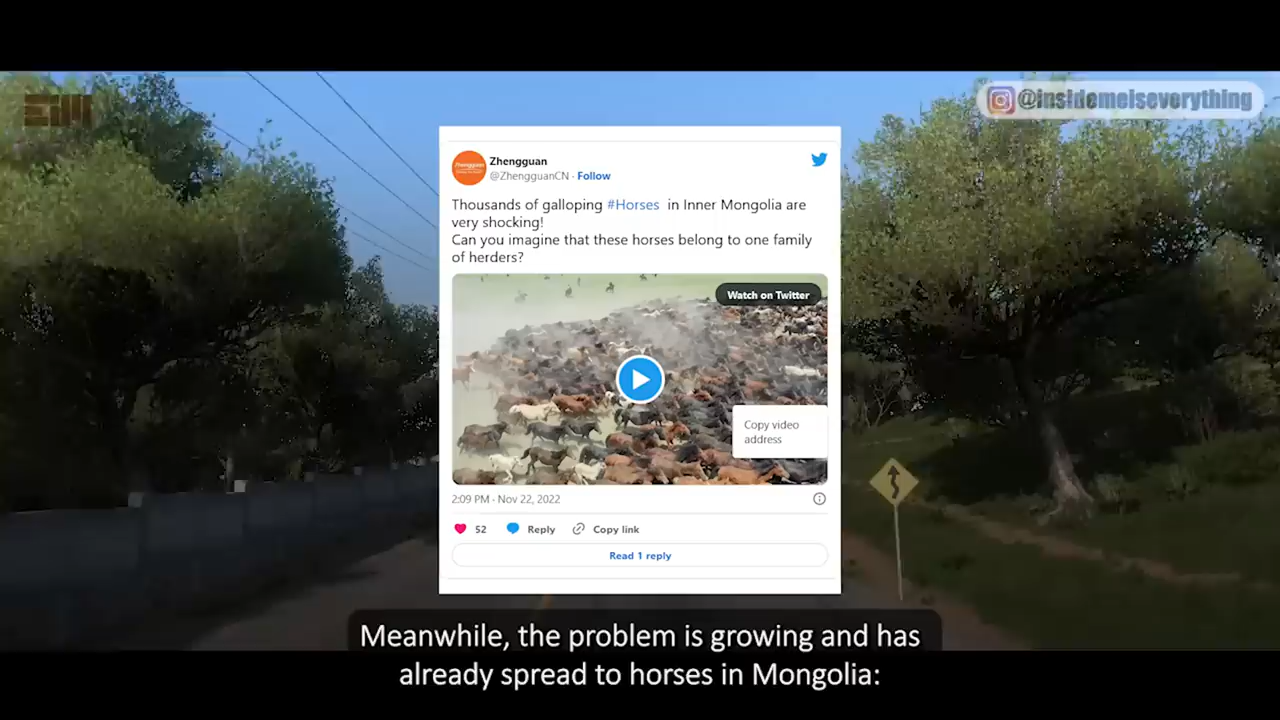 EiM
@insidemeiseverything
Zhengguan
@ZhengguanCN · Follow
Thousands of galloping #Horses in Inner Mongolia are
very shocking!
Can you imagine that these horses belong to one family
of herders?
Watch on Twitter
Copy video
address
2:09 PM · Nov 22, 2022
52 Reply Copy link
Read 1 reply
Meanwhile, the problem is growing and has
already spread to horses in Mongolia: